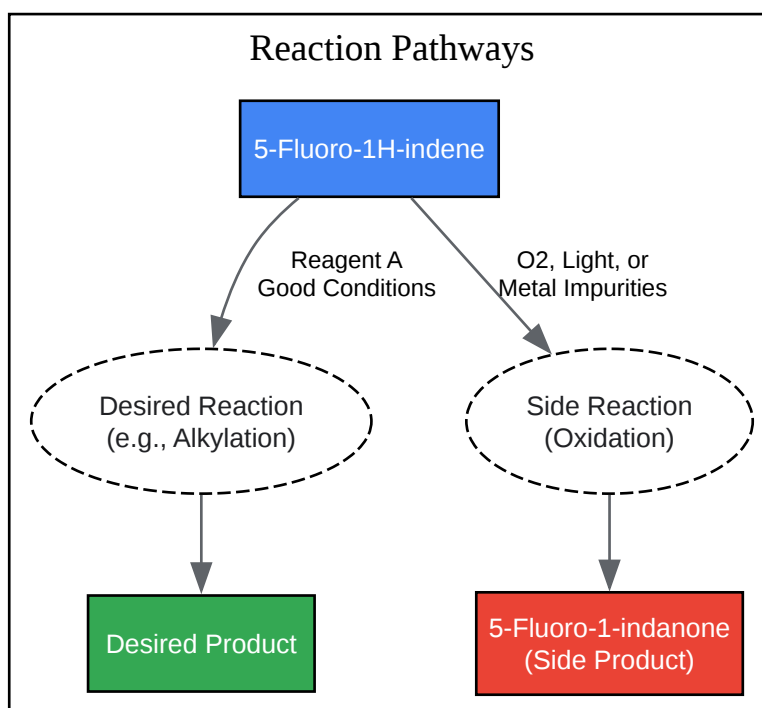 Reaction Pathways
5-Fluoro-1H-indene
Reagent A
Good Conditions
O2, Light, or
Metal Impurities
Desired Reaction
(e.g., Alkylation)
Side Reaction
(Oxidation)
Desired Product
5-Fluoro-1-indanone
(Side Product)